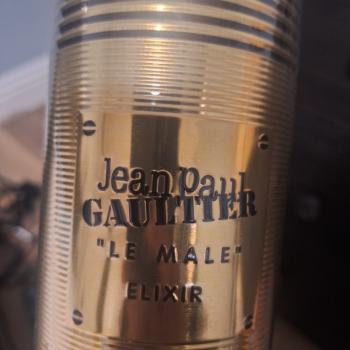 Jean Paul
GAULTIER
"LE MALE"
ELIXIR